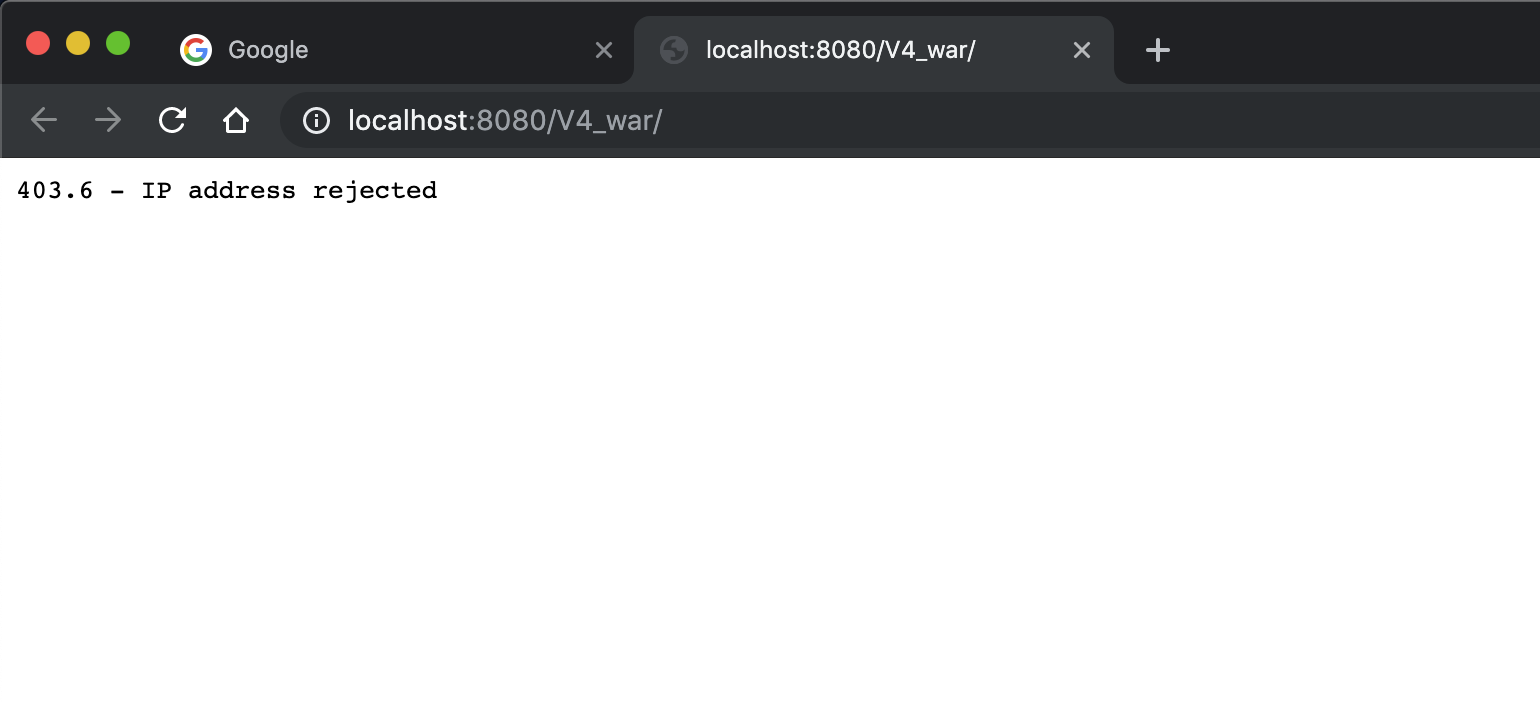 Google
localhost:8080/V4_war/
localhost:8080/V4_war/
403.6 - IP address rejected